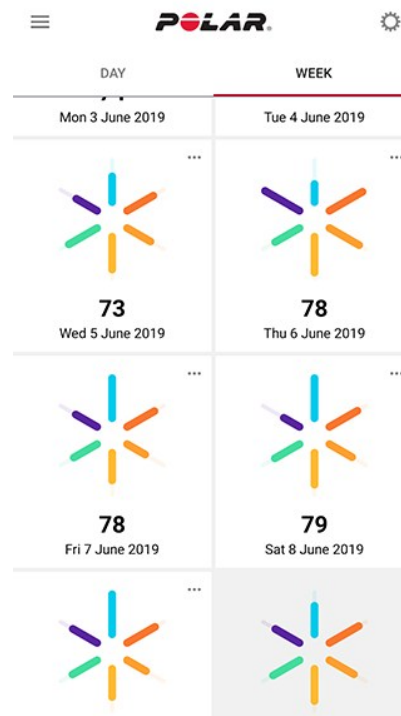 POLAR.
DAY WEEK
Mon 3 June 2019 Tue 4 June 2019
73 78
Wed 5 June 2019 Thu 6 June 2019
78 79
Fri 7 June 2019 Sat 8 June 2019